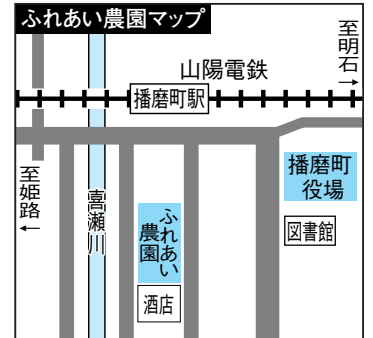 ふれあい農園マップ
至明石→
山陽電鉄
播磨町駅
至姫路←
喜瀬川
播磨町
役場
図書館
ふれあい
農園
酒店